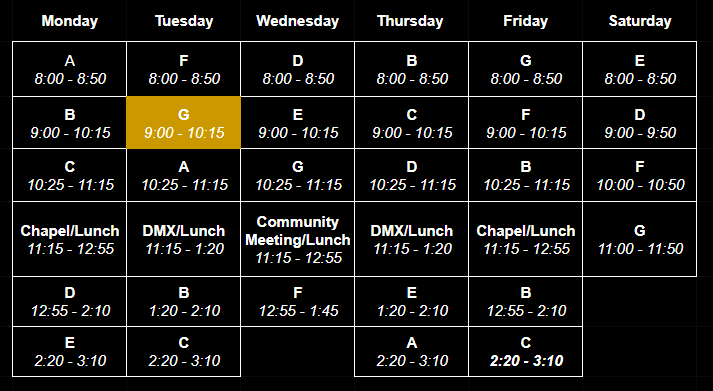 Monday Tuesday Wednesday Thursday Friday Saturday
A F D B G E
8:00 - 8:50 8:00 - 8:50 8:00 - 8:50 8:00 - 8:50 8:00 - 8:50 8:00 - 8:50
B G E C F D
9:00 - 10:15 9:00 - 10:15 9:00 - 10:15 9:00 - 10:15 9:00 - 10:15 9:00 - 9:50
C A G D B F
10:25 - 11:15 10:25 - 11:15 10:25 - 11:15 10:25 - 11:15 10:25 - 11:15 10:00 - 10:50
Chapel/Lunch DMX/Lunch Community Meeting/Lunch DMX/Lunch Chapel/Lunch G
11:15 - 12:55 11:15 - 1:20 11:15 - 12:55 11:15 - 1:20 11:15 - 12:55 11:00 - 11:50
D B F E B
12:55 - 2:10 1:20 - 2:10 12:55 - 1:45 1:20 - 2:10 12:55 - 2:10
E C A C
2:20 - 3:10 2:20 - 3:10 2:20 - 3:10 2:20 - 3:10